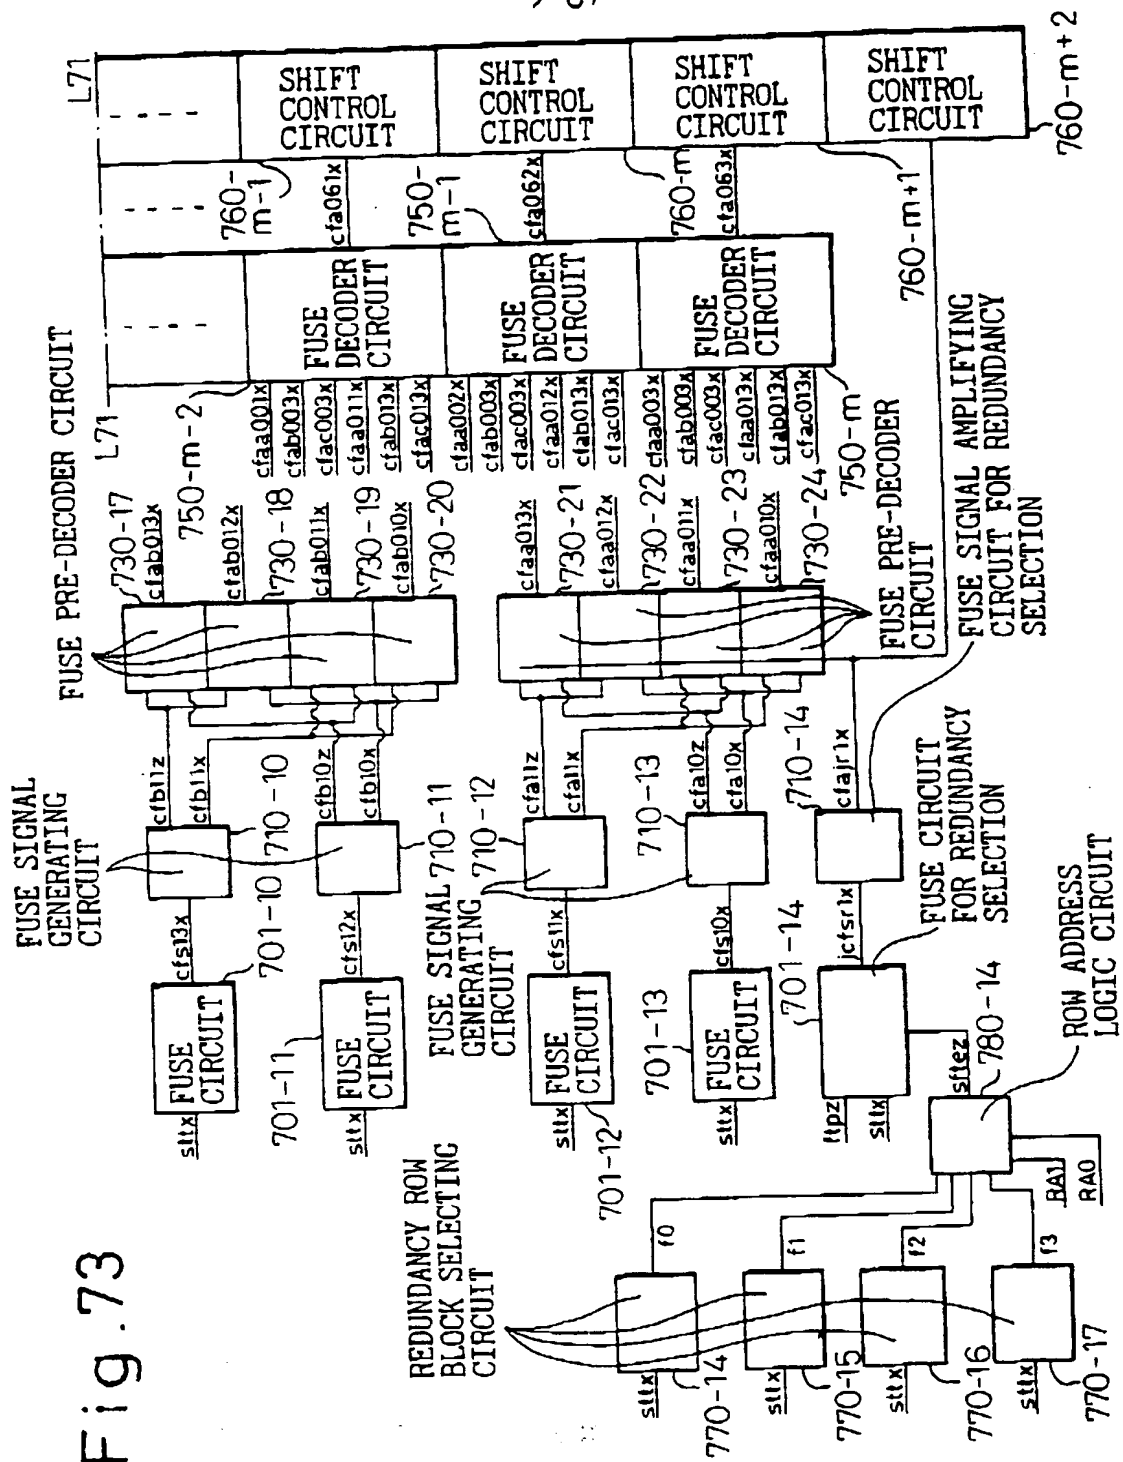 Fig.73
L71
SHIFT
CONTROL
CIRCUIT
SHIFT
CONTROL
CIRCUIT
SHIFT
CONTROL
CIRCUIT
SHIFT
CONTROL
CIRCUIT
760-m+2
760-
m-1
cfa061x
750-
m-1
cfa062x
760-m
cfa063x
760-m+1
L71
FUSE
DECODER
CIRCUIT
FUSE
DECODER
CIRCUIT
FUSE
DECODER
CIRCUIT
750-m-2
cfaa001x
cfab003x
cfac003x
cfaa011x
cfab013x
cfac013x
cfaa002x
cfab003x
cfac003x
cfaa012x
cfab013x
cfac013x
cfaa003x
cfab003x
cfac003x
cfaa013x
cfab013x
cfac013x
750-m
FUSE PRE-DECODER CIRCUIT
730-17
cfab013x
cfab012x
730-18
cfab011x
730-19
cfab010x
730-20
cfaa013x
730-21
cfaa012x
730-22
cfaa011x
730-23
cfaa010x
730-24
FUSE PRE-DECODER
CIRCUIT
FUSE SIGNAL AMPLIFYING
CIRCUIT FOR REDUNDANCY
SELECTION
FUSE SIGNAL
GENERATING
CIRCUIT
cfb11z
cfb11x
710-10
cfb10z
cfb10x
710-11
FUSE SIGNAL
GENERATING
CIRCUIT
710-12
cfa11z
cfa11x
710-13
cfa10z
cfa10x
710-14
cfajr1x
FUSE CIRCUIT
FOR REDUNDANCY
SELECTION
sttx
FUSE
CIRCUIT
cfs13x
701-10
sttx
FUSE
CIRCUIT
cfs12x
701-11
sttx
FUSE
CIRCUIT
cfs11x
701-12
sttx
FUSE
CIRCUIT
cfs10x
701-13
ftpz
sttx
jcfsr1x
701-14
sftez
780-14
ROW ADDRESS
LOGIC CIRCUIT
RA1
RA0
REDUNDANCY ROW
BLOCK SELECTING
CIRCUIT
sttx
f0
770-14
sttx
f1
770-15
sttx
f2
770-16
sttx
f3
770-17